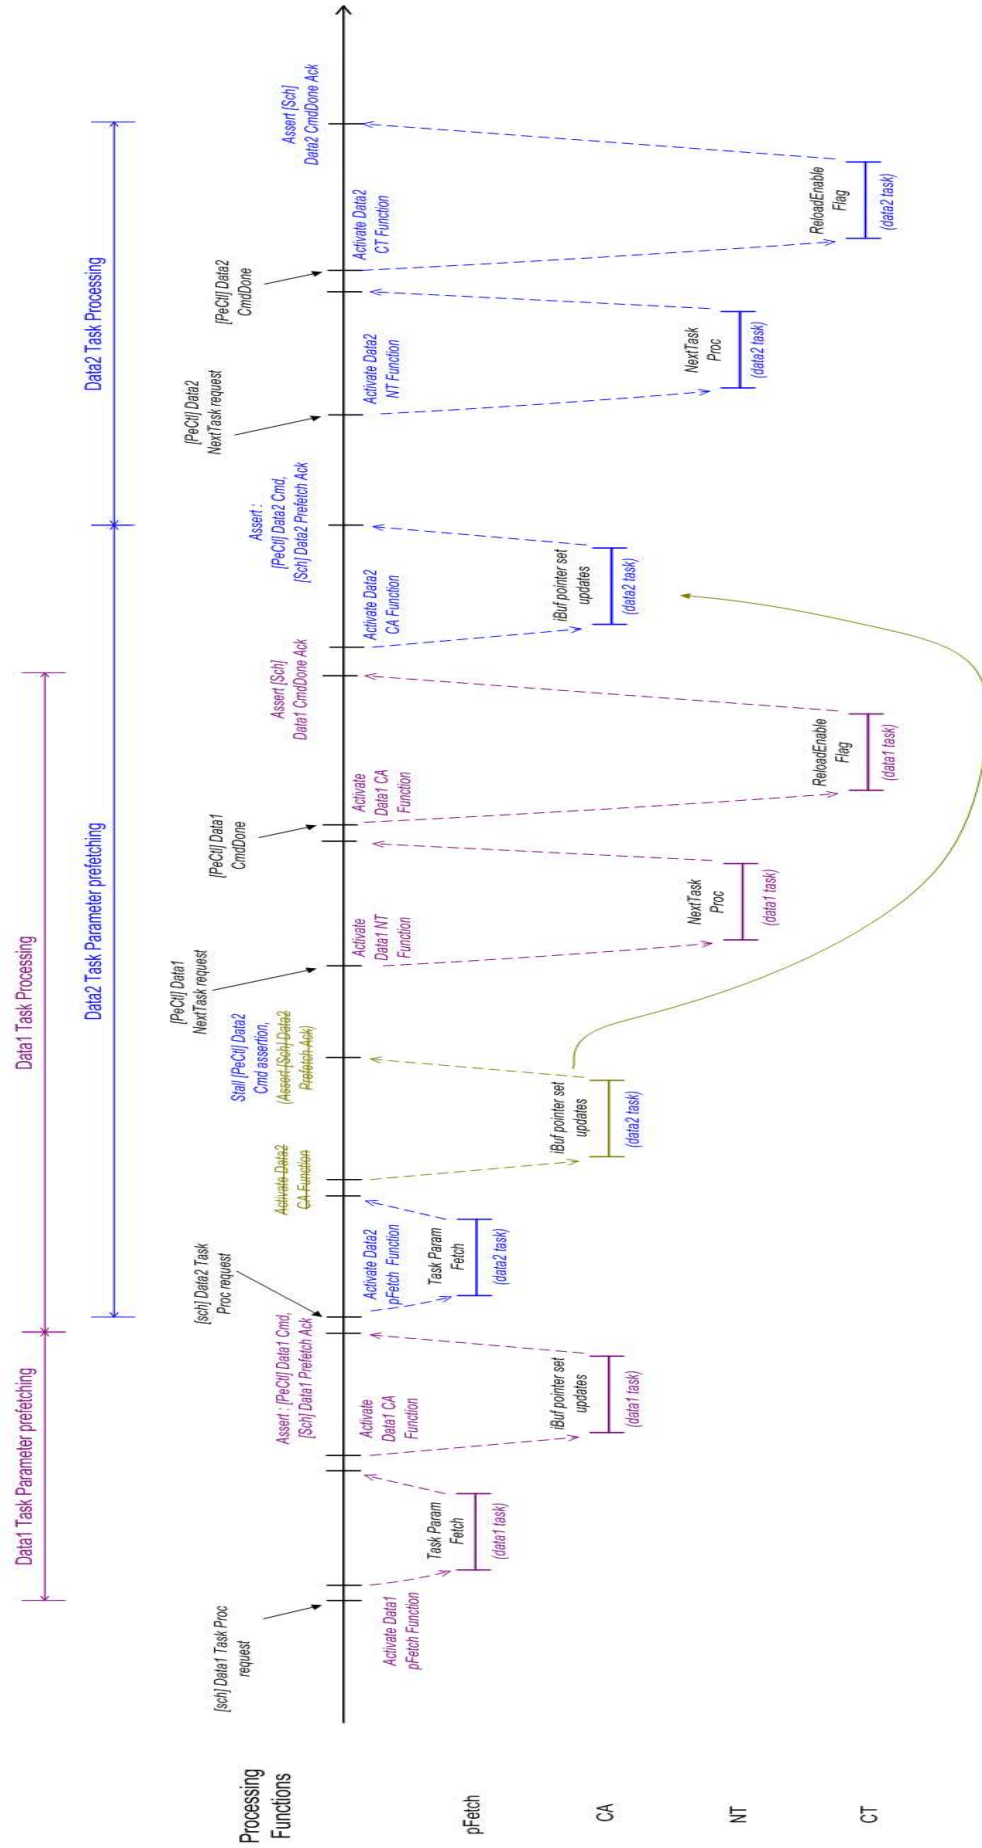 Data1 Task Parameter prefetching
Data1 Task Processing
Data2 Task Parameter prefetching
Data2 Task Processing
Processing
Functions
[sch] Data1 Task Proc
request
Activate Data1
pFetch Function
Assert : [PeCtl] Data1 Cmd,
[Sch] Data1 Prefetch Ack
Activate
Data1 CA
Function
[sch] Data2 Task
Proc request
Activate Data2
pFetch Function
Activate Data2
CA Function
Stall [PeCtl] Data2
Cmd assertion,
(Assert [Sch] Data2
Prefetch Ack)
[PeCtl] Data1
NextTask request
Activate
Data1 NT
Function
[PeCtl] Data1
CmdDone
Activate
Data1 CA
Function
Assert [Sch]
Data1 CmdDone Ack
Activate Data2
CA Function
Assert :
[PeCtl] Data2 Cmd,
[Sch] Data2 Prefetch Ack
[PeCtl] Data2
NextTask request
Activate Data2
NT Function
[PeCtl] Data2
CmdDone
Activate Data2
CT Function
Assert [Sch]
Data2 CmdDone Ack
pFetch
Task Param
Fetch
(data1 task)
Task Param
Fetch
(data2 task)
CA
iBuf pointer set
updates
(data1 task)
iBuf pointer set
updates
(data2 task)
iBuf pointer set
updates
(data2 task)
NT
NextTask
Proc
(data1 task)
NextTask
Proc
(data2 task)
CT
ReloadEnable
Flag
(data1 task)
ReloadEnable
Flag
(data2 task)